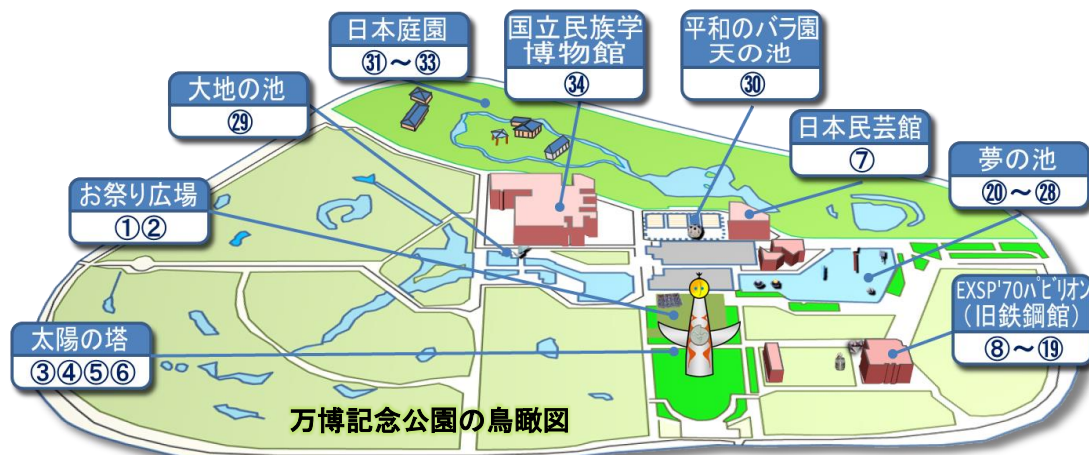 日本庭園
㉛～㉝
国立民族学
博物館
㉞
平和のバラ園
天の池
㉚
大地の池
㉙
日本民芸館
⑦
夢の池
⑳～㉘
お祭り広場
①②
EXSP'70ﾊﾟﾋﾞﾘｵﾝ
（旧鉄鋼館）
⑧～⑲
太陽の塔
③④⑤⑥
万博記念公園の鳥瞰図